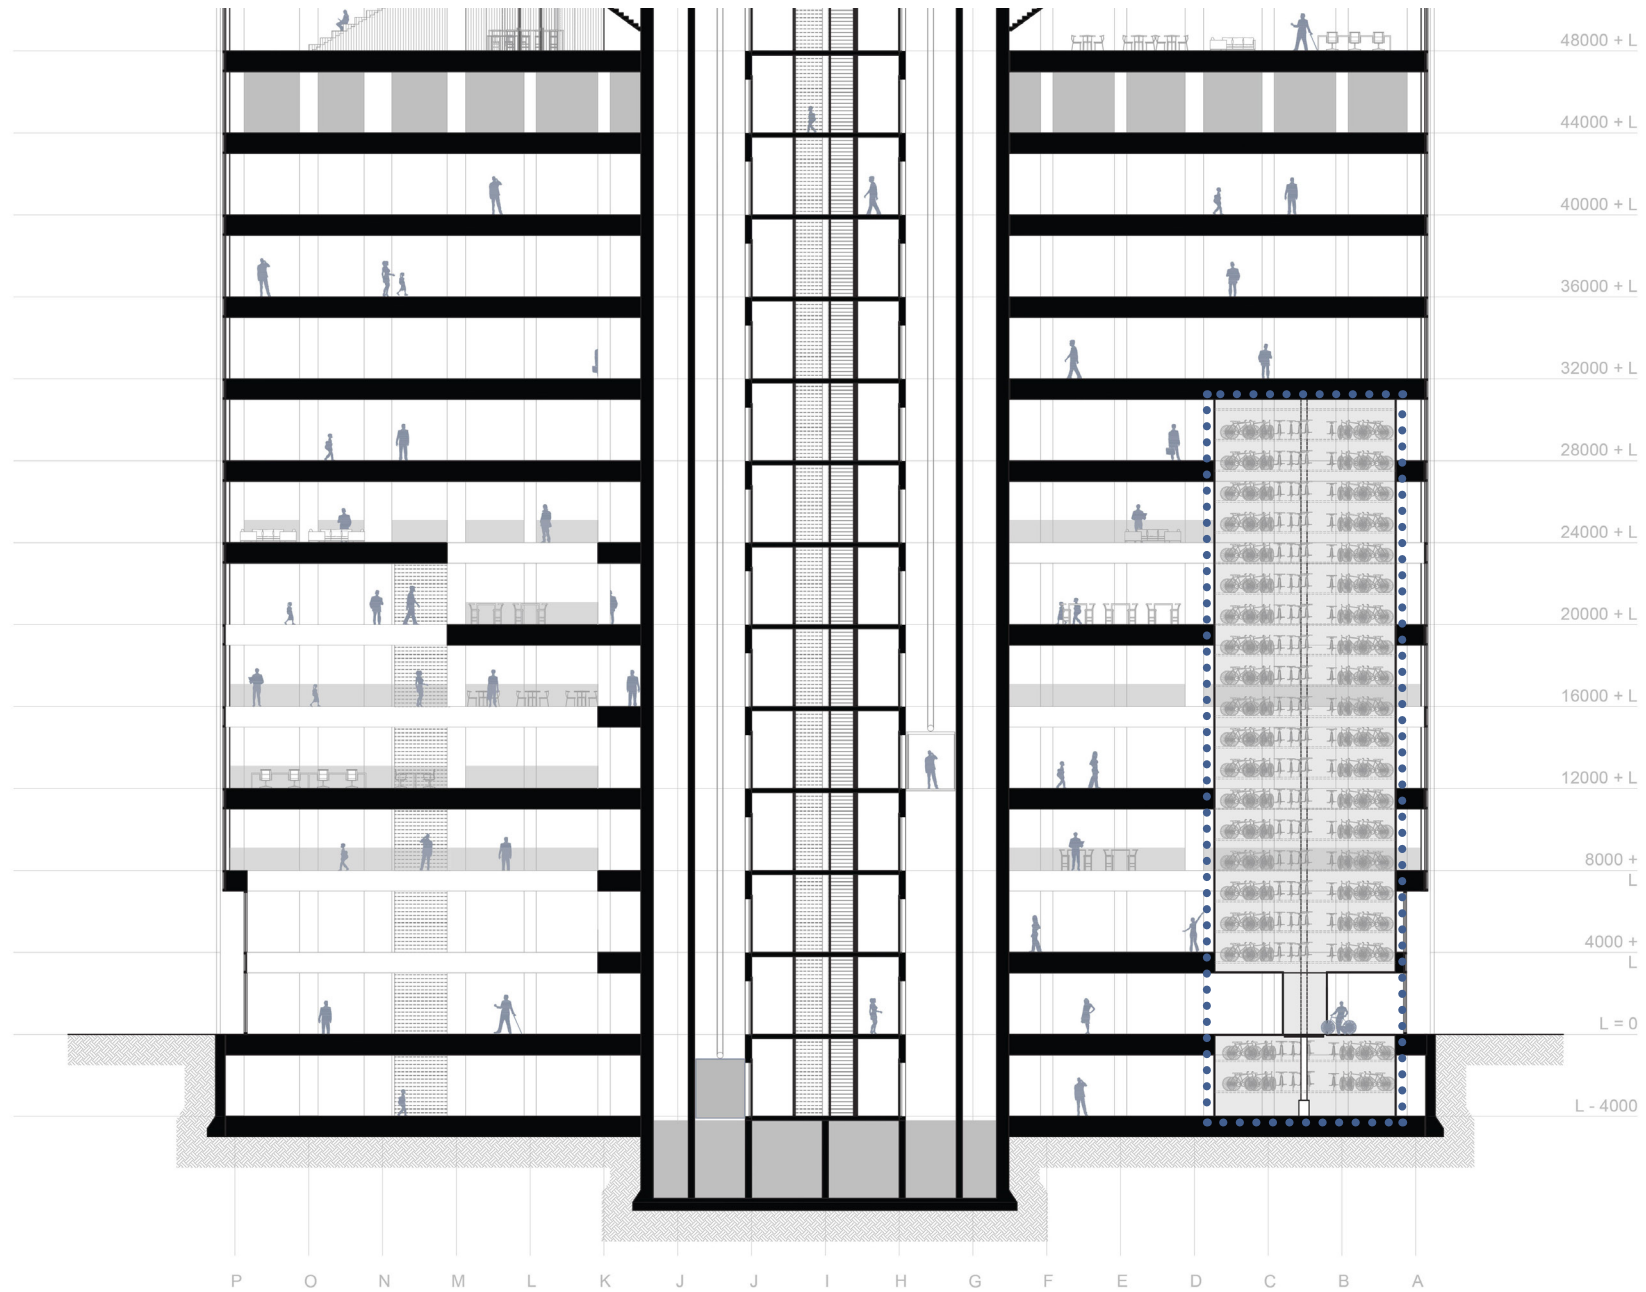 48000 + L
44000 + L
40000 + L
36000 + L
32000 + L
28000 + L
24000 + L
20000 + L
16000 + L
12000 + L
8000 +
L
4000 +
L
L = 0
L - 4000
P O N M L K J J I H G F E D C B A